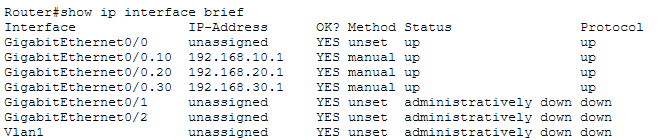 Router#show ip interface brief
Interface              IP-Address      OK? Method Status                Protocol
GigabitEthernet0/0     unassigned      YES unset  up                    up
GigabitEthernet0/0.10  192.168.10.1    YES manual up                    up
GigabitEthernet0/0.20  192.168.20.1    YES manual up                    up
GigabitEthernet0/0.30  192.168.30.1    YES manual up                    up
GigabitEthernet0/1     unassigned      YES unset  administratively down down
GigabitEthernet0/2     unassigned      YES unset  administratively down down
Vlan1                  unassigned      YES unset  administratively down down